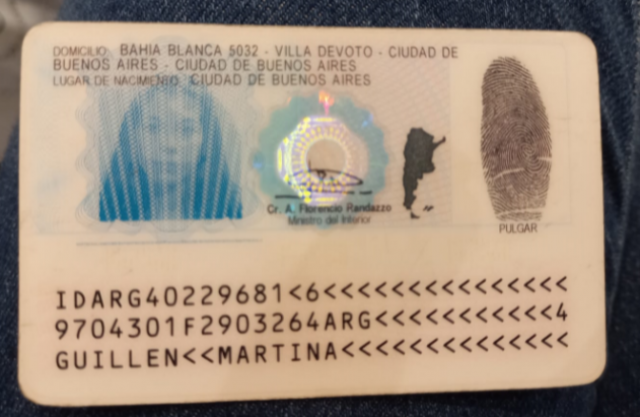 DOMICILIO: BAHIA BLANCA 5032 - VILLA DEVOTO - CIUDAD DE
BUENOS AIRES - CIUDAD DE BUENOS AIRES
LUGAR DE NACIMIENTO: CIUDAD DE BUENOS AIRES
Cr. A. Florencio Randazzo
Ministro del Interior
PULGAR
IDARG40229681<6<<<<<<<<<<<<<<<
9704301F2903264ARG<<<<<<<<<<<4
GUILLEN<<MARTINA<<<<<<<<<<<<<<